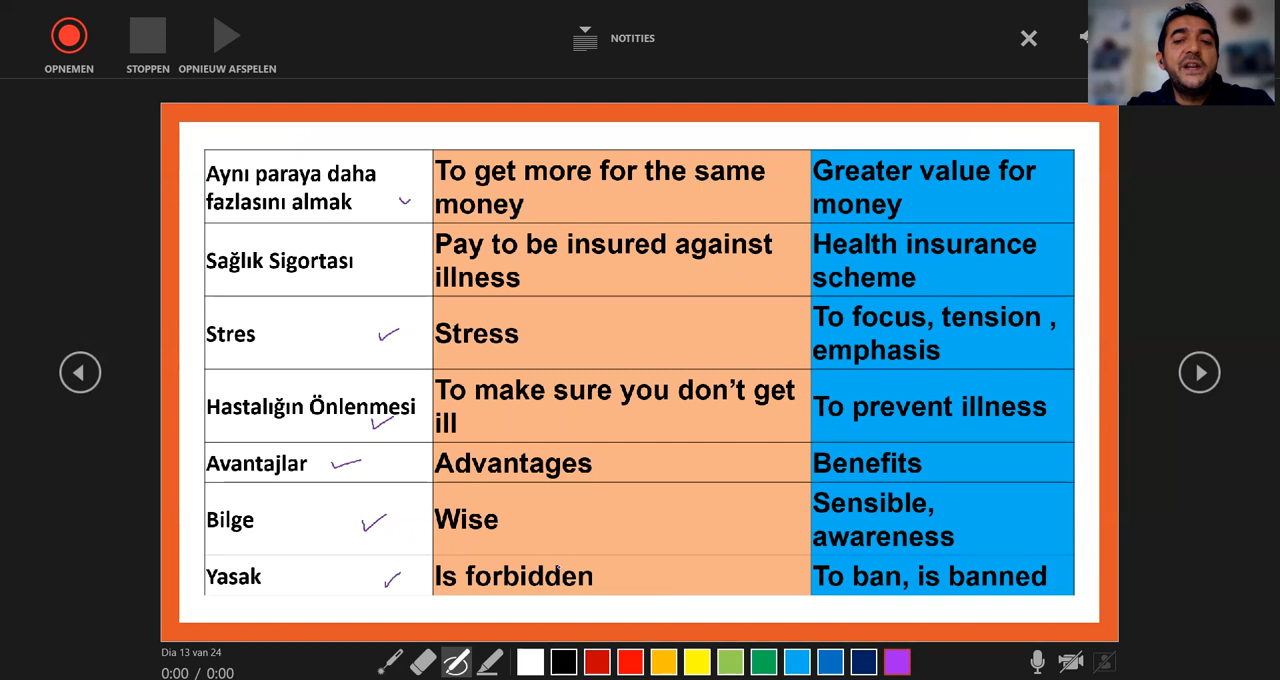 OPNEMEN
STOPPEN
OPNIEUW AFSPELEN
NOTITIES
Aynı paraya daha
fazlasını almak
To get more for the same
money
Greater value for
money
Sağlık Sigortası
Pay to be insured against
illness
Health insurance
scheme
Stres
Stress
To focus, tension ,
emphasis
Hastalığın Önlenmesi
To make sure you don’t get
ill
To prevent illness
Avantajlar
Advantages
Benefits
Bilge
Wise
Sensible,
awareness
Yasak
Is forbidden
To ban, is banned
Dia 13 van 24
0:00 / 0:00